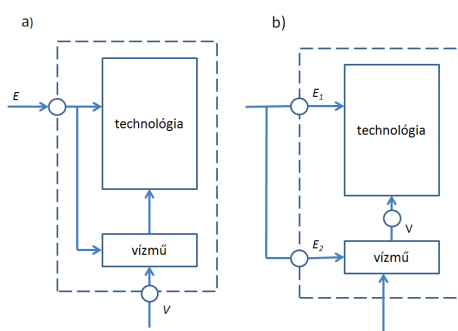 a)
E
technológia
vízmű
V
b)
E₁
technológia
V
E₂
vízmű